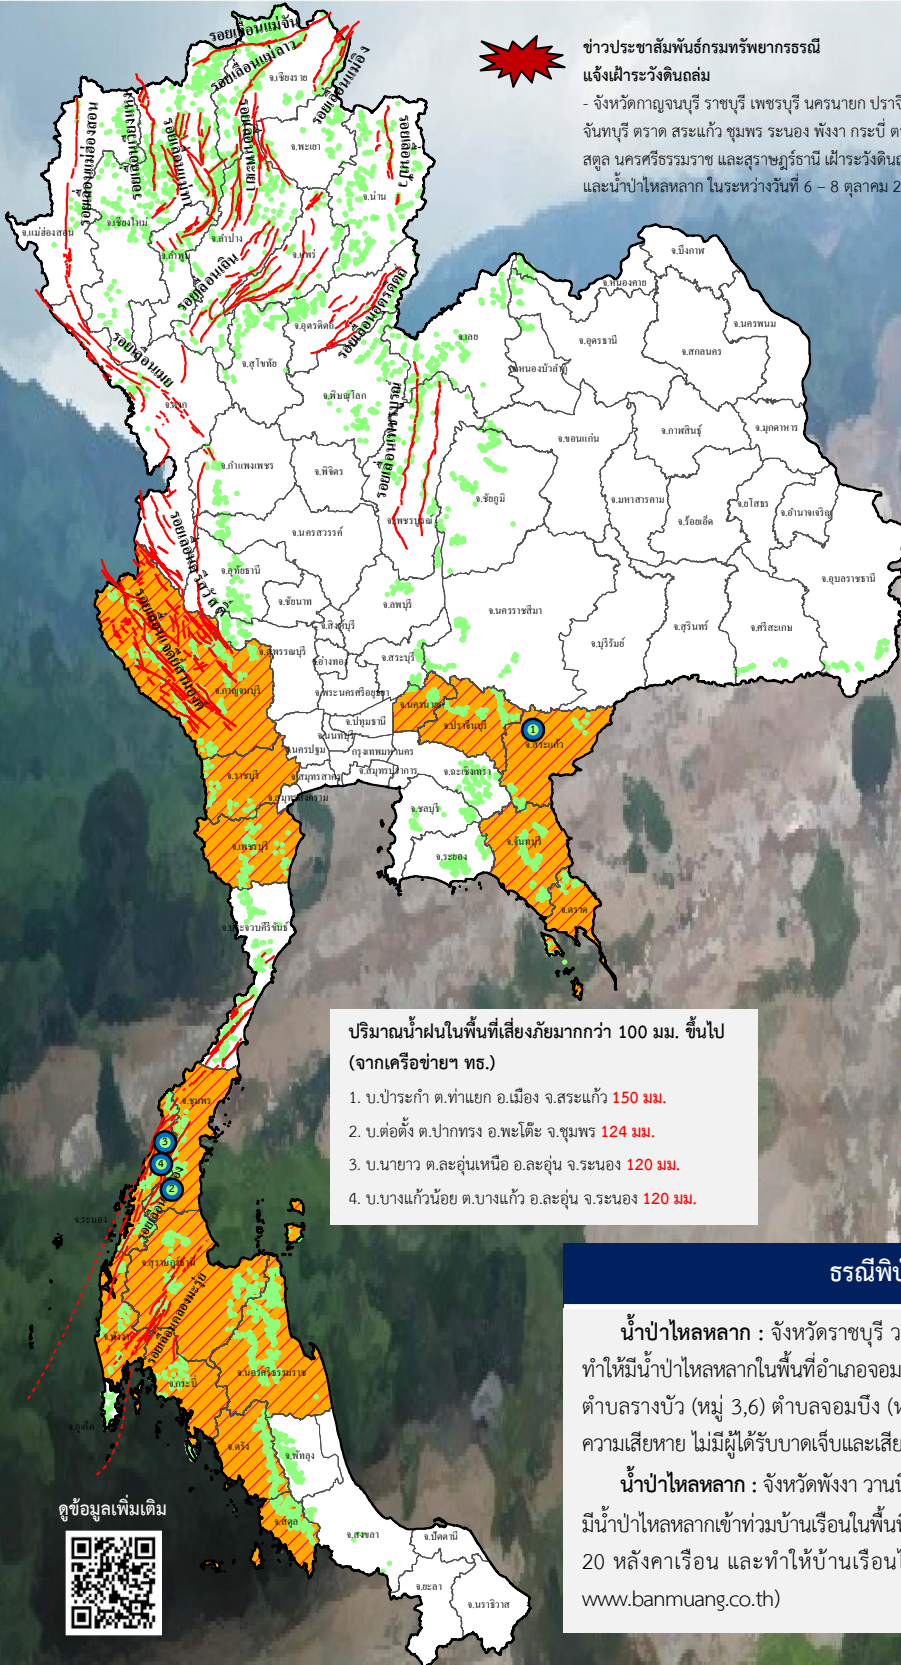 ข่าวประชาสัมพันธ์กรมทรัพยากรธรณี
แจ้งเฝ้าระวังดินถล่ม
- จังหวัดกาญจนบุรี ราชบุรี เพชรบุรี นครนายก
จันทบุรี ตราด สระแก้ว ชุมพร ระนอง พังงา กระบี่
สตูล นครศรีธรรมราช และสุราษฎร์ธานี
และน้ำป่าไหลหลาก ในระหว่างวันที่ 6 – 8 ตุลาคม
รอยเลื่อนแม่จัน
รอยเลื่อนแม่ลาว
รอยเลื่อนแม่อิง
จ.เชียงราย
รอยเลื่อนแม่ฮ่องสอน
รอยเลื่อนแม่ทา
รอยเลื่อนพะเยา
รอยเลื่อนปัว
จ.พะเยา
จ.น่าน
จ.แม่ฮ่องสอน
จ.เชียงใหม่
จ.ลำปาง
จ.ลำพูน
จ.แพร่
รอยเลื่อนเถิน
รอยเลื่อนอุตรดิตถ์
จ.อุตรดิตถ์
จ.บึงกาฬ
จ.หนองคาย
จ.นครพนม
จ.เลย
จ.อุดรธานี
จ.สกลนคร
จ.หนองบัวลำภู
รอยเลื่อนเมย
จ.สุโขทัย
จ.ตาก
จ.พิษณุโลก
รอยเลื่อนเพชรบูรณ์
จ.ขอนแก่น
จ.กาฬสินธุ์
จ.มุกดาหาร
จ.กำแพงเพชร
จ.พิจิตร
จ.ชัยภูมิ
จ.มหาสารคาม
จ.ยโสธร
จ.ร้อยเอ็ด
จ.อำนาจเจริญ
จ.เพชรบูรณ์
จ.นครสวรรค์
รอยเลื่อนศรีสวัสดิ์
จ.อุทัยธานี
จ.อุบลราชธานี
จ.ชัยนาท
จ.ลพบุรี
จ.นครราชสีมา
จ.สิงห์บุรี
จ.สุรินทร์
จ.ศรีสะเกษ
จ.บุรีรัมย์
รอยเลื่อนเจดีย์สามองค์
จ.สุพรรณบุรี
จ.อ่างทอง
จ.สระบุรี
จ.กาญจนบุรี
จ.พระนครศรีอยุธยา
จ.นครนายก
จ.ปราจีนบุรี
1
จ.สระแก้ว
จ.ปทุมธานี
จ.นนทบุรี
จ.นครปฐม
กรุงเทพมหานคร
จ.ราชบุรี
จ.สมุทรสาคร
จ.สมุทรปราการ
จ.ฉะเชิงเทรา
จ.สมุทรสงคราม
จ.ชลบุรี
จ.เพชรบุรี
จ.ระยอง
จ.จันทบุรี
จ.ตราด
จ.ประจวบคีรีขันธ์
ปริมาณน้ำฝนในพื้นที่เสี่ยงภัยมากกว่า 100 มม. ขึ้นไป
(จากเครือข่ายฯ ทธ.)
1. บ.ป่าระกำ ต.ท่าแยก อ.เมือง จ.สระแก้ว 150 มม.
2. บ.ต่อตั้ง ต.ปากทรง อ.พะโต๊ะ จ.ชุมพร 124 มม.
3. บ.นายาว ต.ละอุ่นเหนือ อ.ละอุ่น จ.ระนอง 120 มม.
4. บ.บางแก้วน้อย ต.บางแก้ว อ.ละอุ่น จ.ระนอง 120 มม.
จ.ชุมพร
3
4
2
รอยเลื่อนระนอง
จ.ระนอง
จ.สุราษฎร์ธานี
รอยเลื่อนคลองมะรุ่ย
จ.พังงา
จ.กระบี่
จ.นครศรีธรรมราช
จ.ภูเก็ต
จ.ตรัง
จ.พัทลุง
จ.สตูล
จ.สงขลา
จ.ปัตตานี
จ.ยะลา
จ.นราธิวาส
น้ำป่าไหลหลาก : จังหวัดราชบุรี
ทำให้มีน้ำป่าไหลหลากในพื้นที่อำเภอจอม
ตำบลรางบัว (หมู่ 3,6) ตำบลจอมบึง
ความเสียหาย ไม่มีผู้ได้รับบาดเจ็บและเสีย
น้ำป่าไหลหลาก : จังหวัดพังงา
มีน้ำป่าไหลหลากเข้าท่วมบ้านเรือนในพื้นที่
20 หลังคาเรือน และทำให้บ้านเรือน
www.banmuang.co.th)
ดูข้อมูลเพิ่มเติม